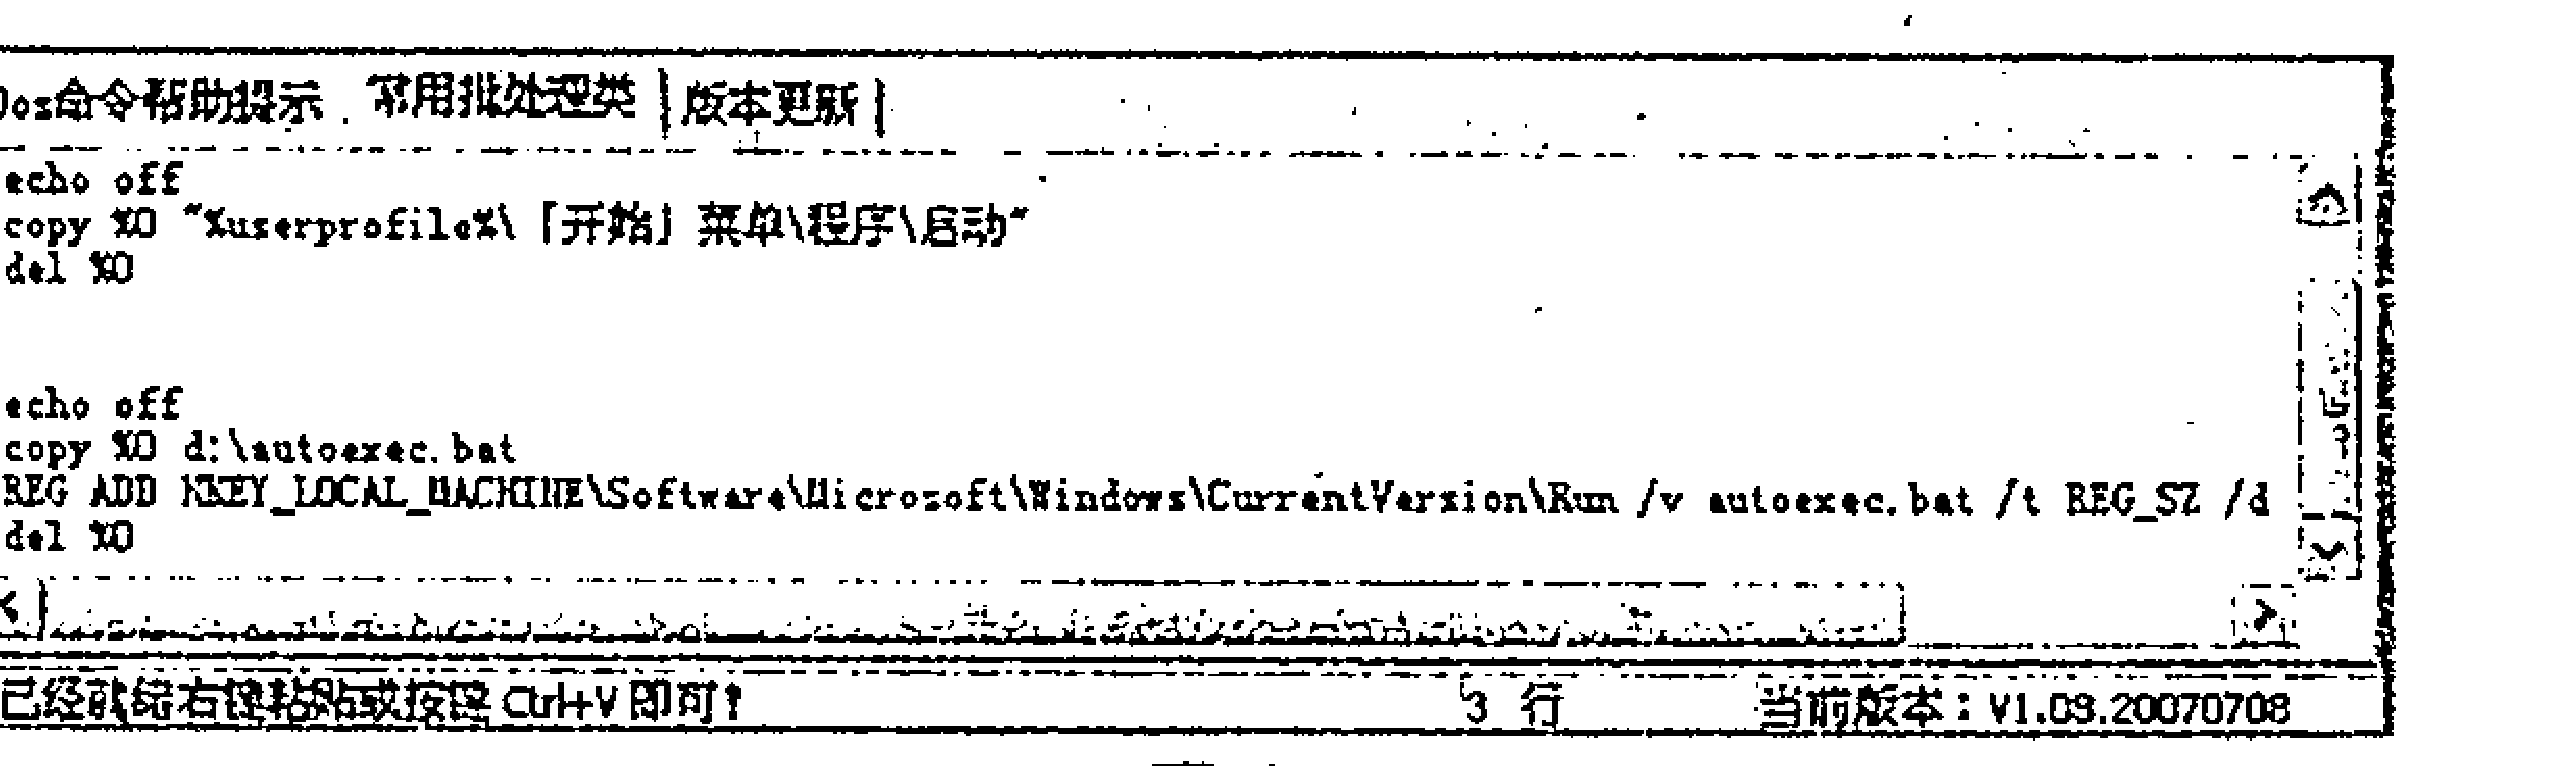 Dos命令帮助提示 常用批处理类 版本更新
echo off
copy %0 "%userprofile%\「开始」菜单\程序\启动"
del %0
echo off
copy %0 d:\autoexec.bat
REG ADD HKEY_LOCAL_MACHINE\Software\Microsoft\Windows\CurrentVersion\Run /v autoexec.bat /t REG_SZ /d
del %0
已经就绪右键粘贴或按键 Ctrl+V 即可!
3 行 当前版本：V1.09.20070708